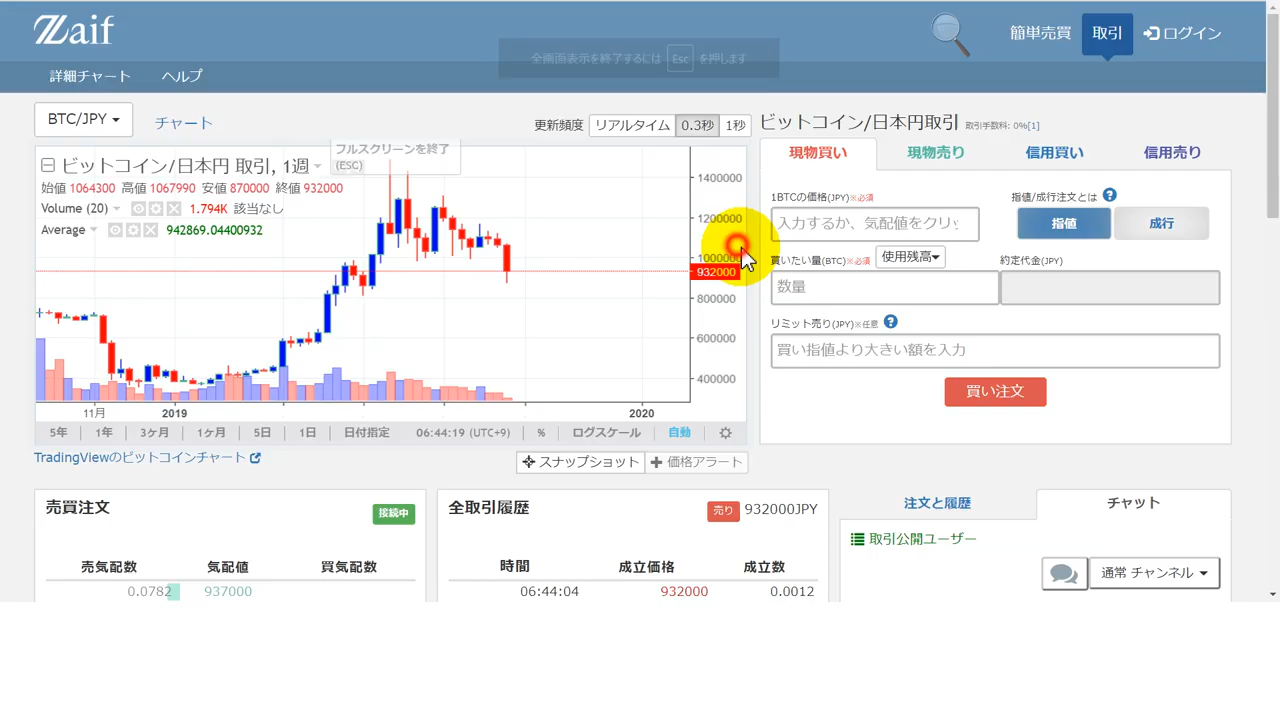 Zaif
簡単売買 取引 ログイン
全画面表示を終了するには Esc を押します
詳細チャート ヘルプ
BTC/JPY チャート 更新頻度 リアルタイム 0.3秒 1秒
ビットコイン/日本円取引 取引手数料: 0%[1]
フルスクリーンを終了
(ESC)
ビットコイン/日本円 取引, 1週
始値 1064300 高値 1067990 安値 870000 終値 932000
Volume (20) 1.794K 該当なし
Average 942869.04400932
1400000
1200000
1000000
932000
800000
600000
400000
11月 2019 2020
5年 1年 3ヶ月 1ヶ月 5日 1日 日付指定 06:44:19 (UTC+9) % ログスケール 自動
TradingViewのビットコインチャート
スナップショット 価格アラート
現物買い 現物売り 信用買い 信用売り
1BTCの価格(JPY)※必須 指値/成行注文とは ?
入力するか、気配値をクリッ 指値 成行
買いたい量(BTC)※必須 使用残高▾ 約定代金(JPY)
数量
リミット売り(JPY)※任意 ?
買い指値より大きい額を入力
買い注文
売買注文 接続中
売気配数 気配値 買気配数
0.0782 937000
全取引履歴 売り 932000JPY
時間 成立価格 成立数
06:44:04 932000 0.0012
注文と履歴 チャット
取引公開ユーザー
通常 チャンネル